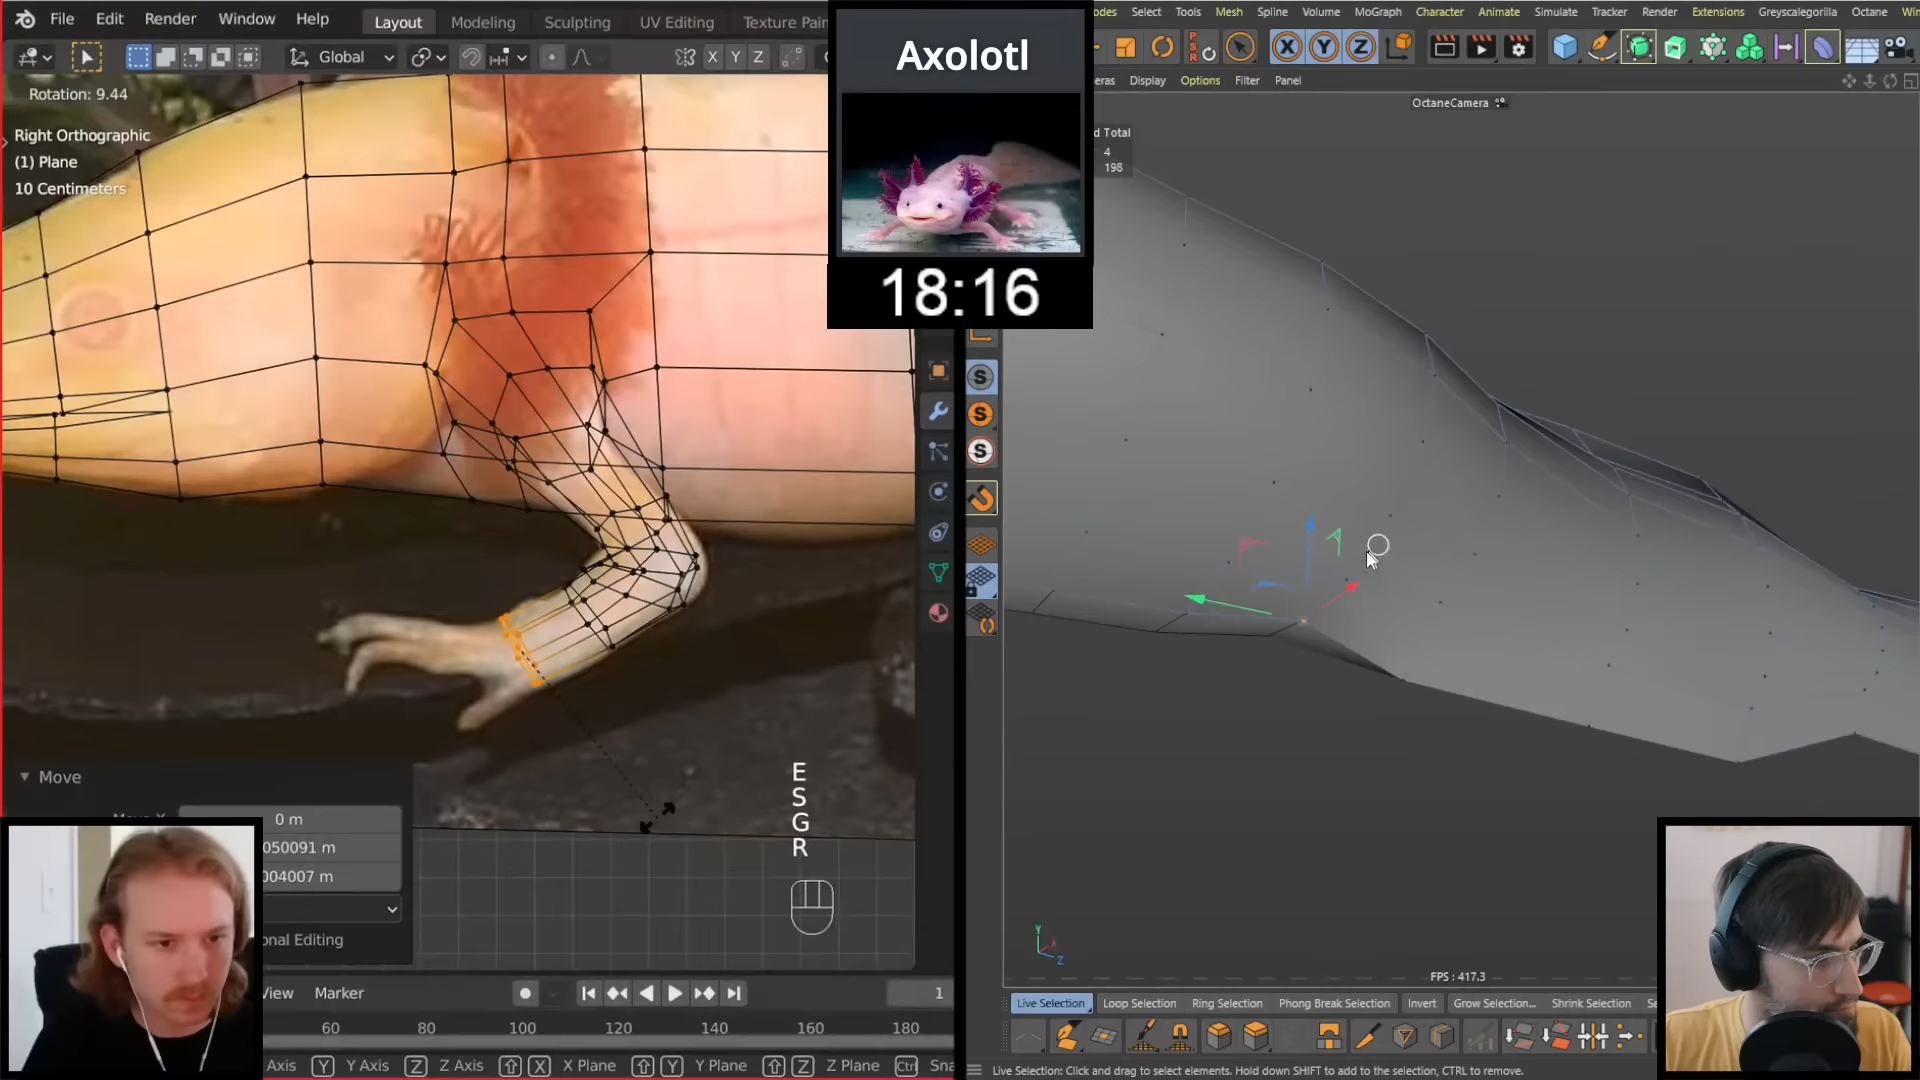 File Edit Render Window Help Layout Modeling Sculpting UV Editing Texture Pain
Global
X Y Z
Rotation: 9.44
Right Orthographic
(1) Plane
10 Centimeters
Axolotl
18:16
Select Tools Mesh Spline Volume MoGraph Character Animate Simulate Tracker Render Extensions Greyscalegorilla Octane
P
S
R
X Y Z
Display Options Filter Panel
OctaneCamera
d Total
4
198
S
S
S
E
S
G
R
Move
0 m
050091 m
004007 m
onal Editing
Y
X
Z
FPS : 417.3
View Marker
1
60 80 100 120 140 160 180
Axis Y Y Axis Z Z Axis X X Plane Y Y Plane Z Z Plane Ctrl Sna
Live Selection Loop Selection Ring Selection Phong Break Selection Invert Grow Selection... Shrink Selection Se
Live Selection: Click and drag to select elements. Hold down SHIFT to add to the selection, CTRL to remove.